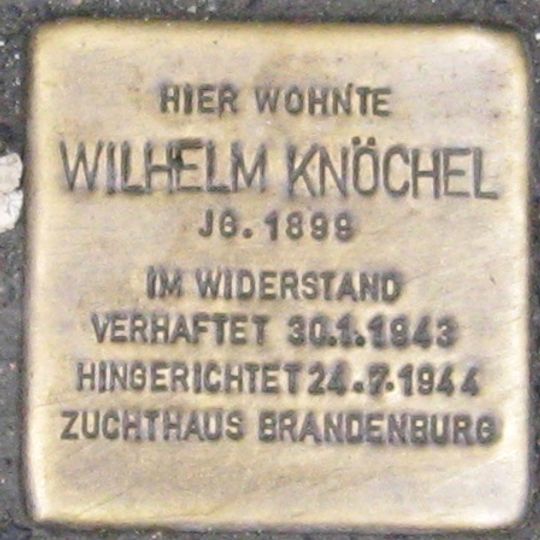 HIER WOHNTE
WILHELM KNÖCHEL
JG. 1899
IM WIDERSTAND
VERHAFTET 30.1.1943
HINGERICHTET 24.7.1944
ZUCHTHAUS BRANDENBURG